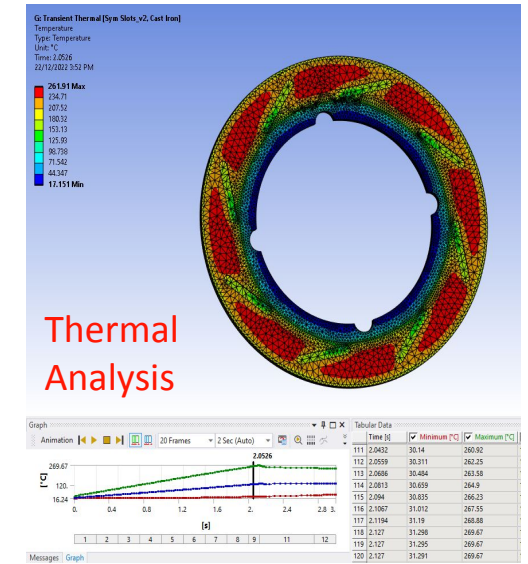 G: Transient Thermal [Sym Slots_v2, Cast Iron]
Temperature
Type: Temperature
Unit: °C
Time: 2.0526
22/12/2022 3:52 PM
261.91 Max
234.71
207.52
180.32
153.13
125.93
98.738
71.542
44.347
17.151 Min
Thermal
Analysis
Graph
Animation 20 Frames 2 Sec (Auto)
2.0526
269.67
120.
16.24
[°C]
0. 0.4 0.8 1.2 1.6 2. 2.4 2.8 3.
[s]
1 2 3 4 5 6 7 8 9 11 12
Messages Graph
Tabular Data
Time [s] Minimum [°C] Maximum [°C]
111 2.0432 30.14 260.92
112 2.0559 30.311 262.25
113 2.0686 30.484 263.58
114 2.0813 30.659 264.9
115 2.094 30.835 266.23
116 2.1067 31.012 267.55
117 2.1194 31.19 268.88
118 2.127 31.298 269.67
119 2.127 31.295 269.67
120 2.127 31.291 269.67